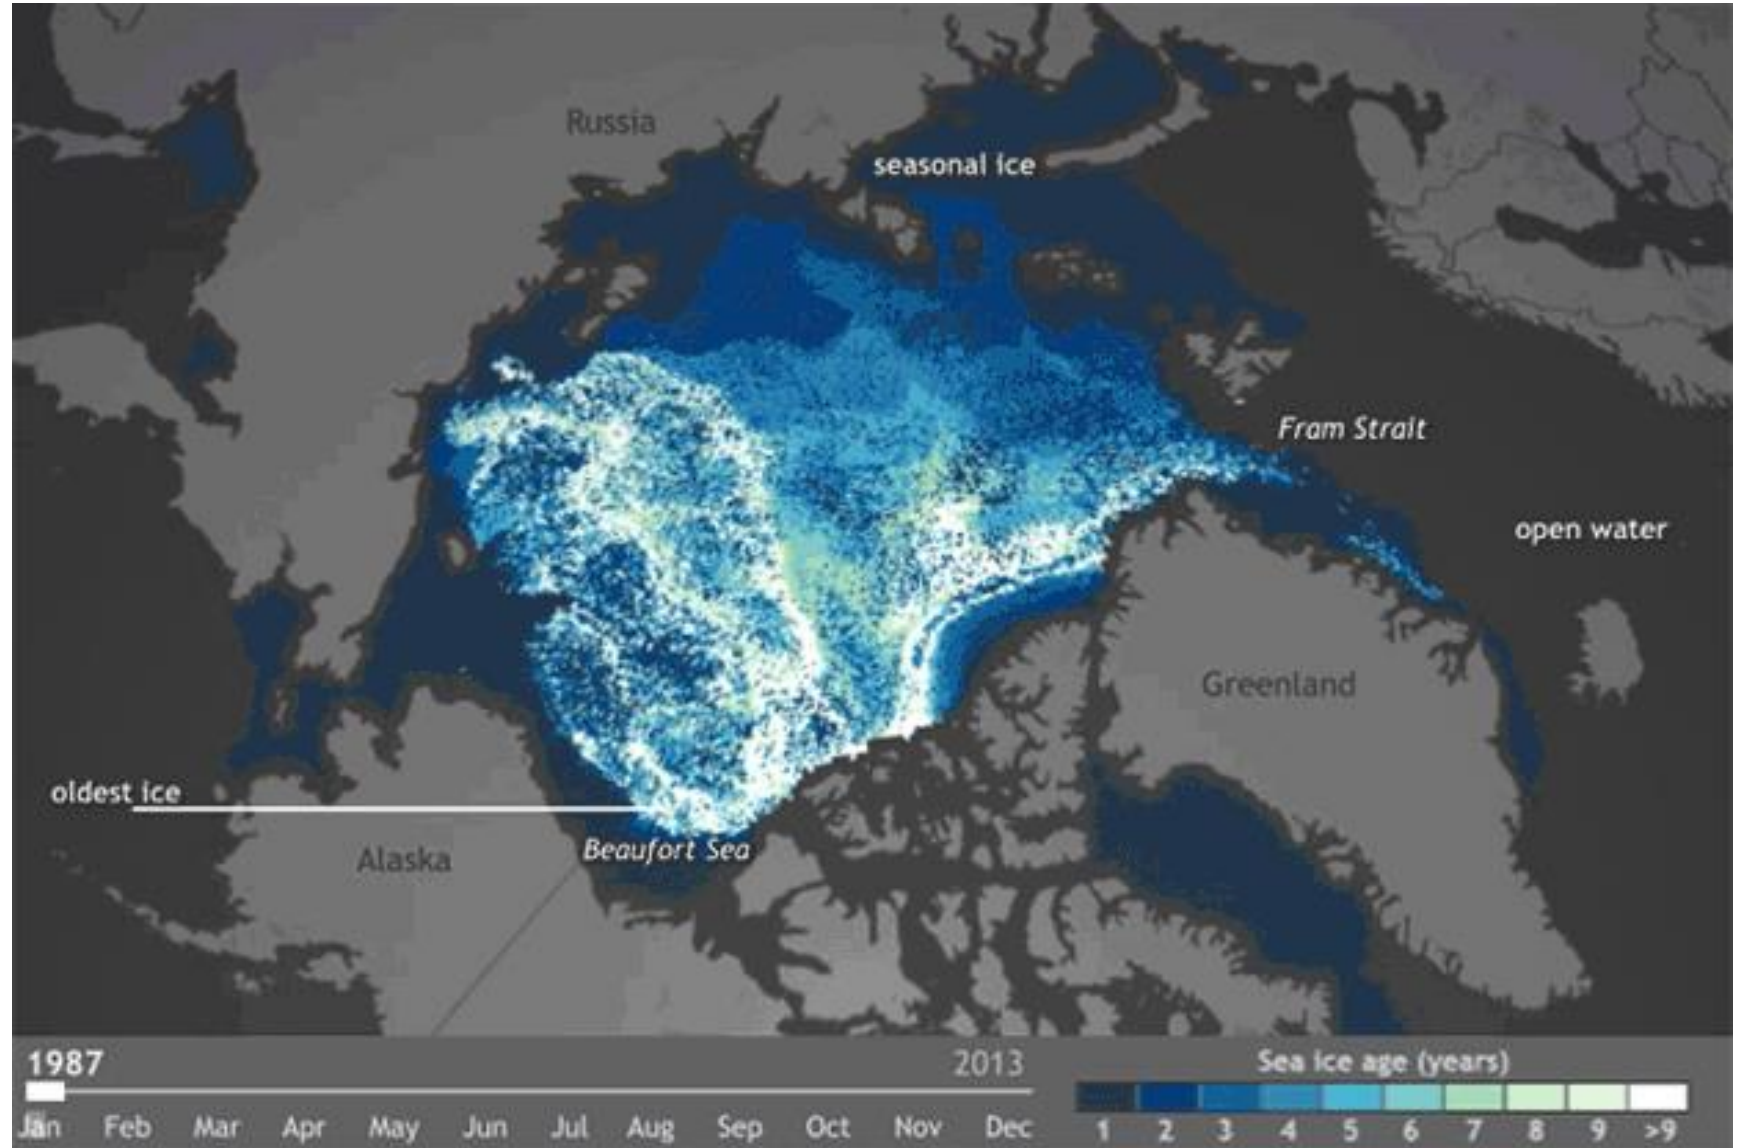 Russia
seasonal ice
Fram Strait
open water
Greenland
oldest ice
Beaufort Sea
Alaska
1987
2013
Sea ice age (years)
Jan Feb Mar Apr May Jun Jul Aug Sep Oct Nov Dec
1 2 3 4 5 6 7 8 9 >9